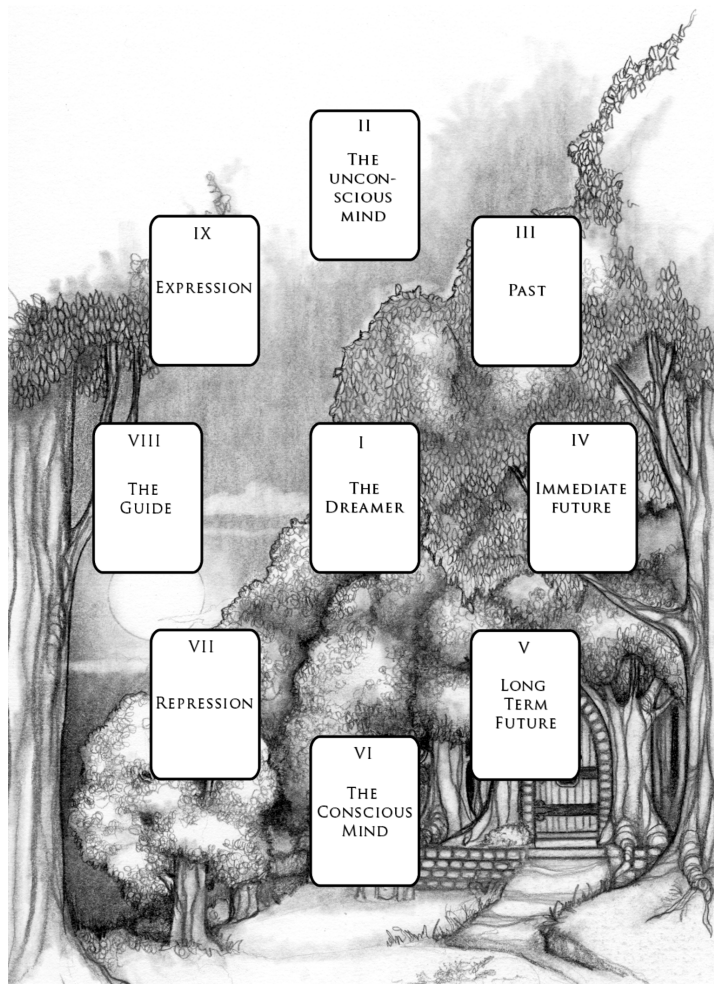 II
The
uncon-
scious
mind
IX
Expression
III
Past
VIII
The
Guide
I
The
Dreamer
IV
Immediate
future
VII
Repression
V
Long
Term
Future
VI
The
Conscious
Mind